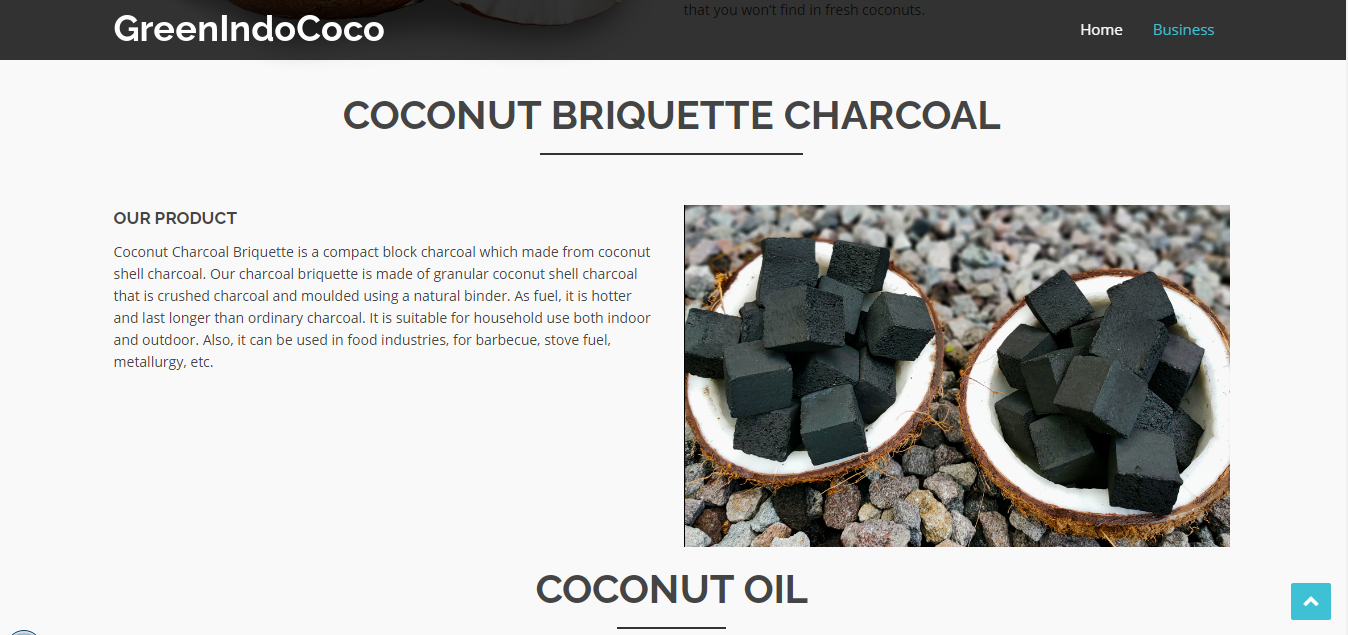 that you won't find in fresh coconuts.
GreenIndoCoco
Home
Business
COCONUT BRIQUETTE CHARCOAL
OUR PRODUCT
Coconut Charcoal Briquette is a compact block charcoal which made from coconut
shell charcoal. Our charcoal briquette is made of granular coconut shell charcoal
that is crushed charcoal and moulded using a natural binder. As fuel, it is hotter
and last longer than ordinary charcoal. It is suitable for household use both indoor
and outdoor. Also, it can be used in food industries, for barbecue, stove fuel,
metallurgy, etc.
COCONUT OIL